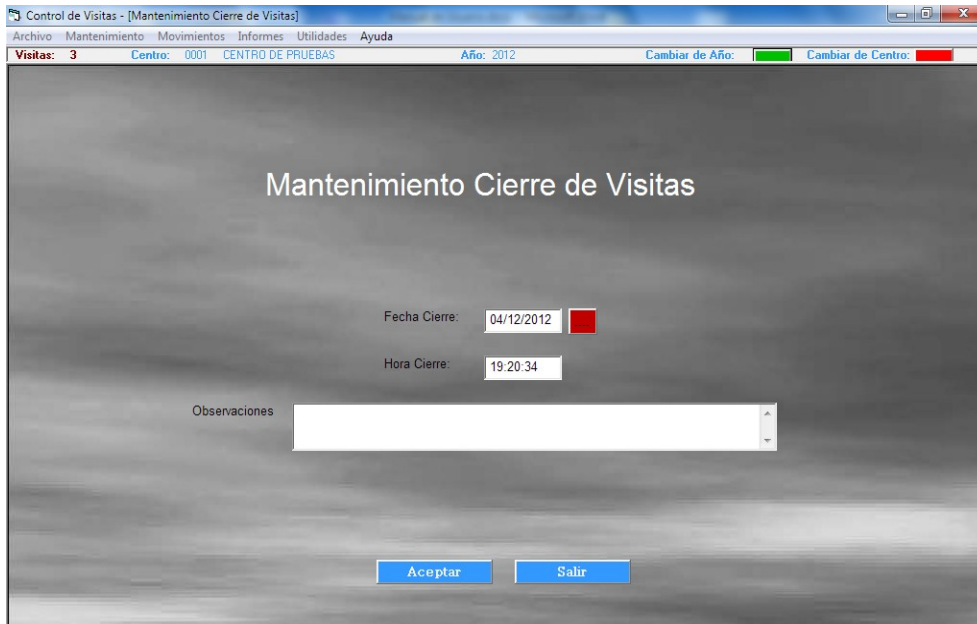 Control de Visitas - [Mantenimiento Cierre de Visitas]
Archivo Mantenimiento Movimientos Informes Utilidades Ayuda
Visitas: 3 Centro: 0001 CENTRO DE PRUEBAS Año: 2012 Cambiar de Año: Cambiar de Centro:
Mantenimiento Cierre de Visitas
Fecha Cierre: 04/12/2012
Hora Cierre: 19:20:34
Observaciones
Aceptar Salir